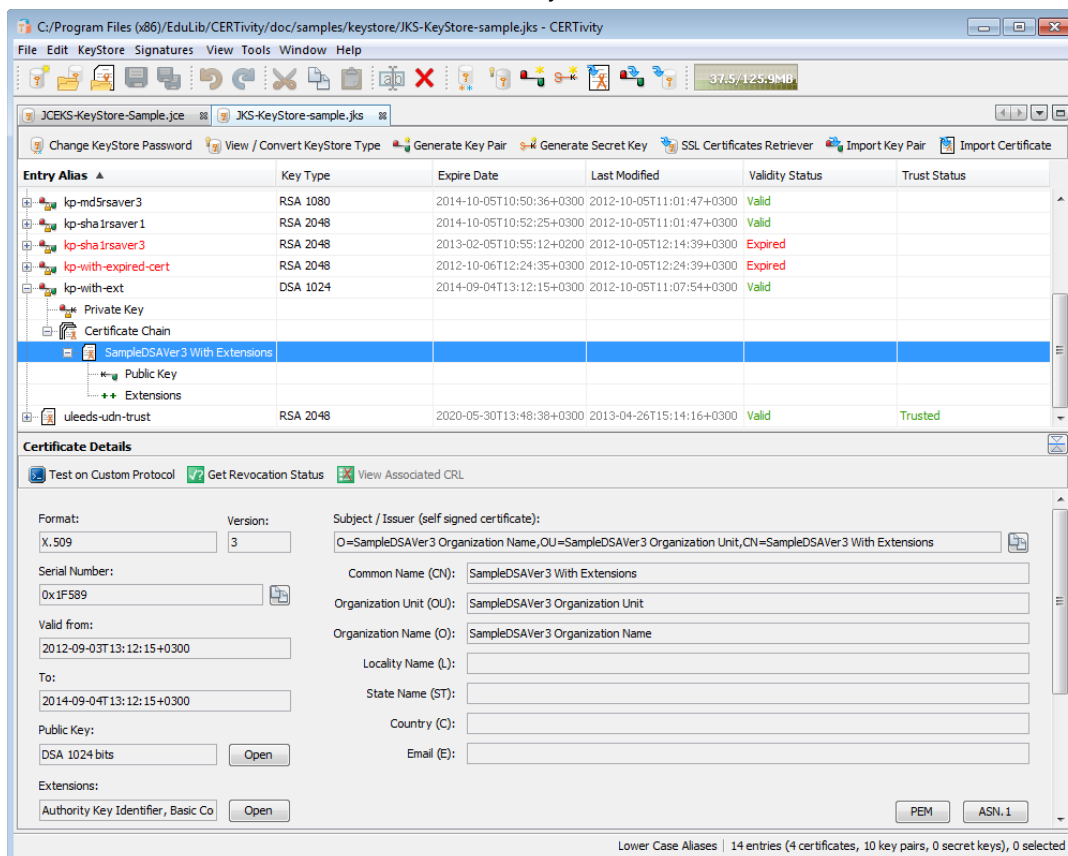 C:/Program Files (x86)/EduLib/CERTivity/doc/samples/keystore/JKS-KeyStore-sample.jks - CERTivity
File Edit KeyStore Signatures View Tools Window Help
37.5/125.9MB
JCEKS-KeyStore-Sample.jce JKS-KeyStore-sample.jks
Change KeyStore Password View / Convert KeyStore Type Generate Key Pair Generate Secret Key SSL Certificates Retriever Import Key Pair Import Certificate
Entry Alias Key Type Expire Date Last Modified Validity Status Trust Status
kp-md5rsaver3 RSA 1080 2014-10-05T10:50:36+0300 2012-10-05T11:01:47+0300 Valid
kp-sha1rsaver1 RSA 2048 2014-10-05T10:52:25+0300 2012-10-05T11:01:47+0300 Valid
kp-sha1rsaver3 RSA 2048 2013-02-05T10:55:12+0200 2012-10-05T12:14:39+0300 Expired
kp-with-expired-cert RSA 2048 2012-10-06T12:24:35+0300 2012-10-05T12:24:39+0300 Expired
kp-with-ext DSA 1024 2014-09-04T13:12:15+0300 2012-10-05T11:07:54+0300 Valid
Private Key
Certificate Chain
SampleDSAVer3 With Extensions
Public Key
Extensions
uleeds-udn-trust RSA 2048 2020-05-30T13:48:38+0300 2013-04-26T15:14:16+0300 Valid Trusted
Certificate Details
Test on Custom Protocol Get Revocation Status View Associated CRL
Format: Version: Subject / Issuer (self signed certificate):
X.509 3 O=SampleDSAVer3 Organization Name,OU=SampleDSAVer3 Organization Unit,CN=SampleDSAVer3 With Extensions
Serial Number: Common Name (CN): SampleDSAVer3 With Extensions
0x1F589 Organization Unit (OU): SampleDSAVer3 Organization Unit
Valid from: Organization Name (O): SampleDSAVer3 Organization Name
2012-09-03T13:12:15+0300
Locality Name (L):
To: State Name (ST):
2014-09-04T13:12:15+0300
Public Key: Country (C):
DSA 1024 bits Open Email (E):
Extensions:
Authority Key Identifier, Basic Co Open PEM ASN.1
Lower Case Aliases 14 entries (4 certificates, 10 key pairs, 0 secret keys), 0 selected